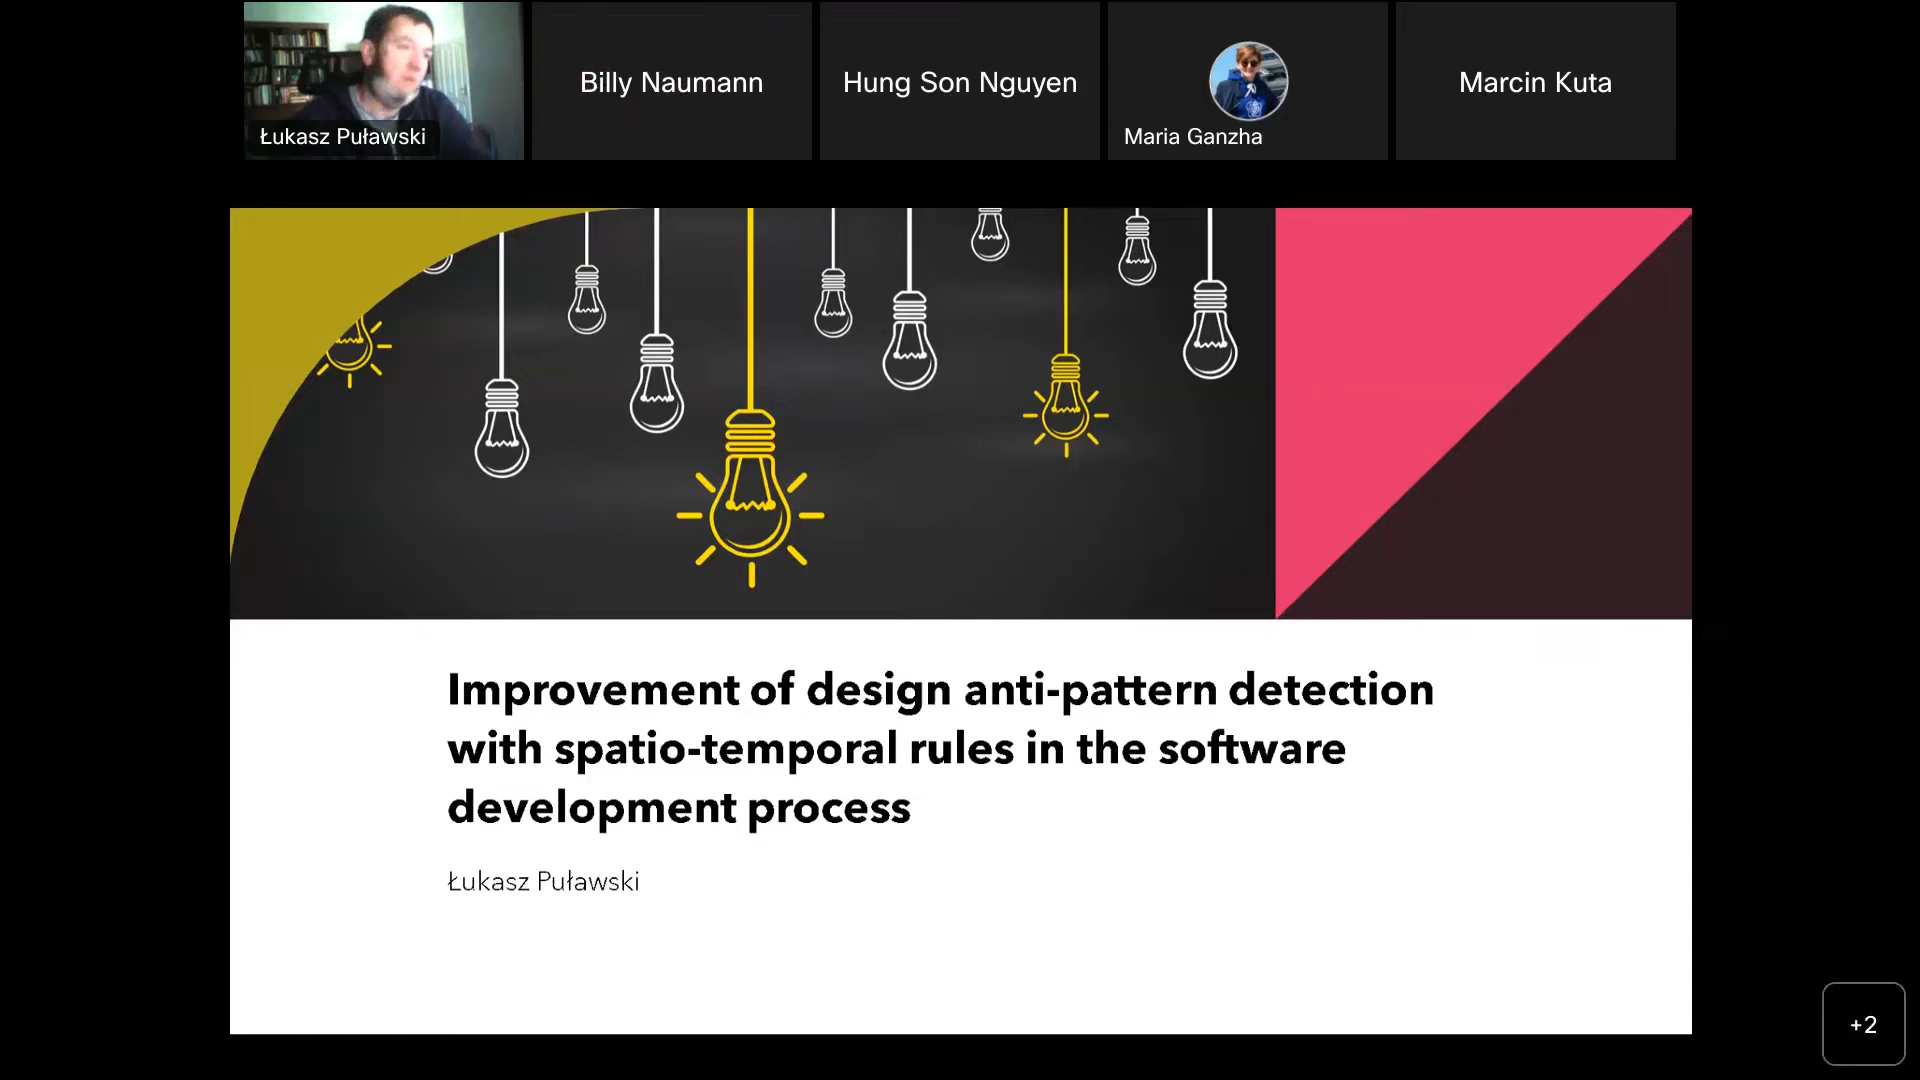 Łukasz Puławski
Billy Naumann
Hung Son Nguyen
Maria Ganzha
Marcin Kuta
Improvement of design anti-pattern detection
with spatio-temporal rules in the software
development process
Łukasz Puławski
+2